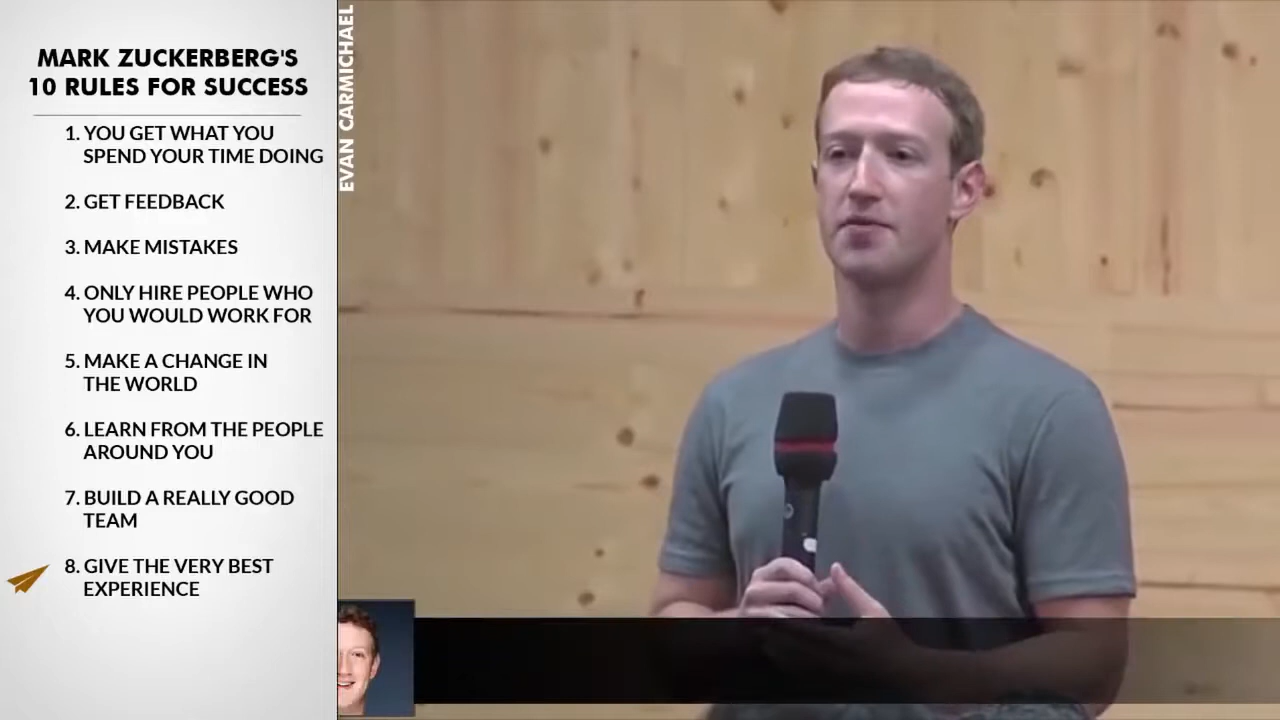 MARK ZUCKERBERG'S
10 RULES FOR SUCCESS
1. YOU GET WHAT YOU
SPEND YOUR TIME DOING
2. GET FEEDBACK
3. MAKE MISTAKES
4. ONLY HIRE PEOPLE WHO
YOU WOULD WORK FOR
5. MAKE A CHANGE IN
THE WORLD
6. LEARN FROM THE PEOPLE
AROUND YOU
7. BUILD A REALLY GOOD
TEAM
8. GIVE THE VERY BEST
EXPERIENCE
EVAN CARMICHAEL